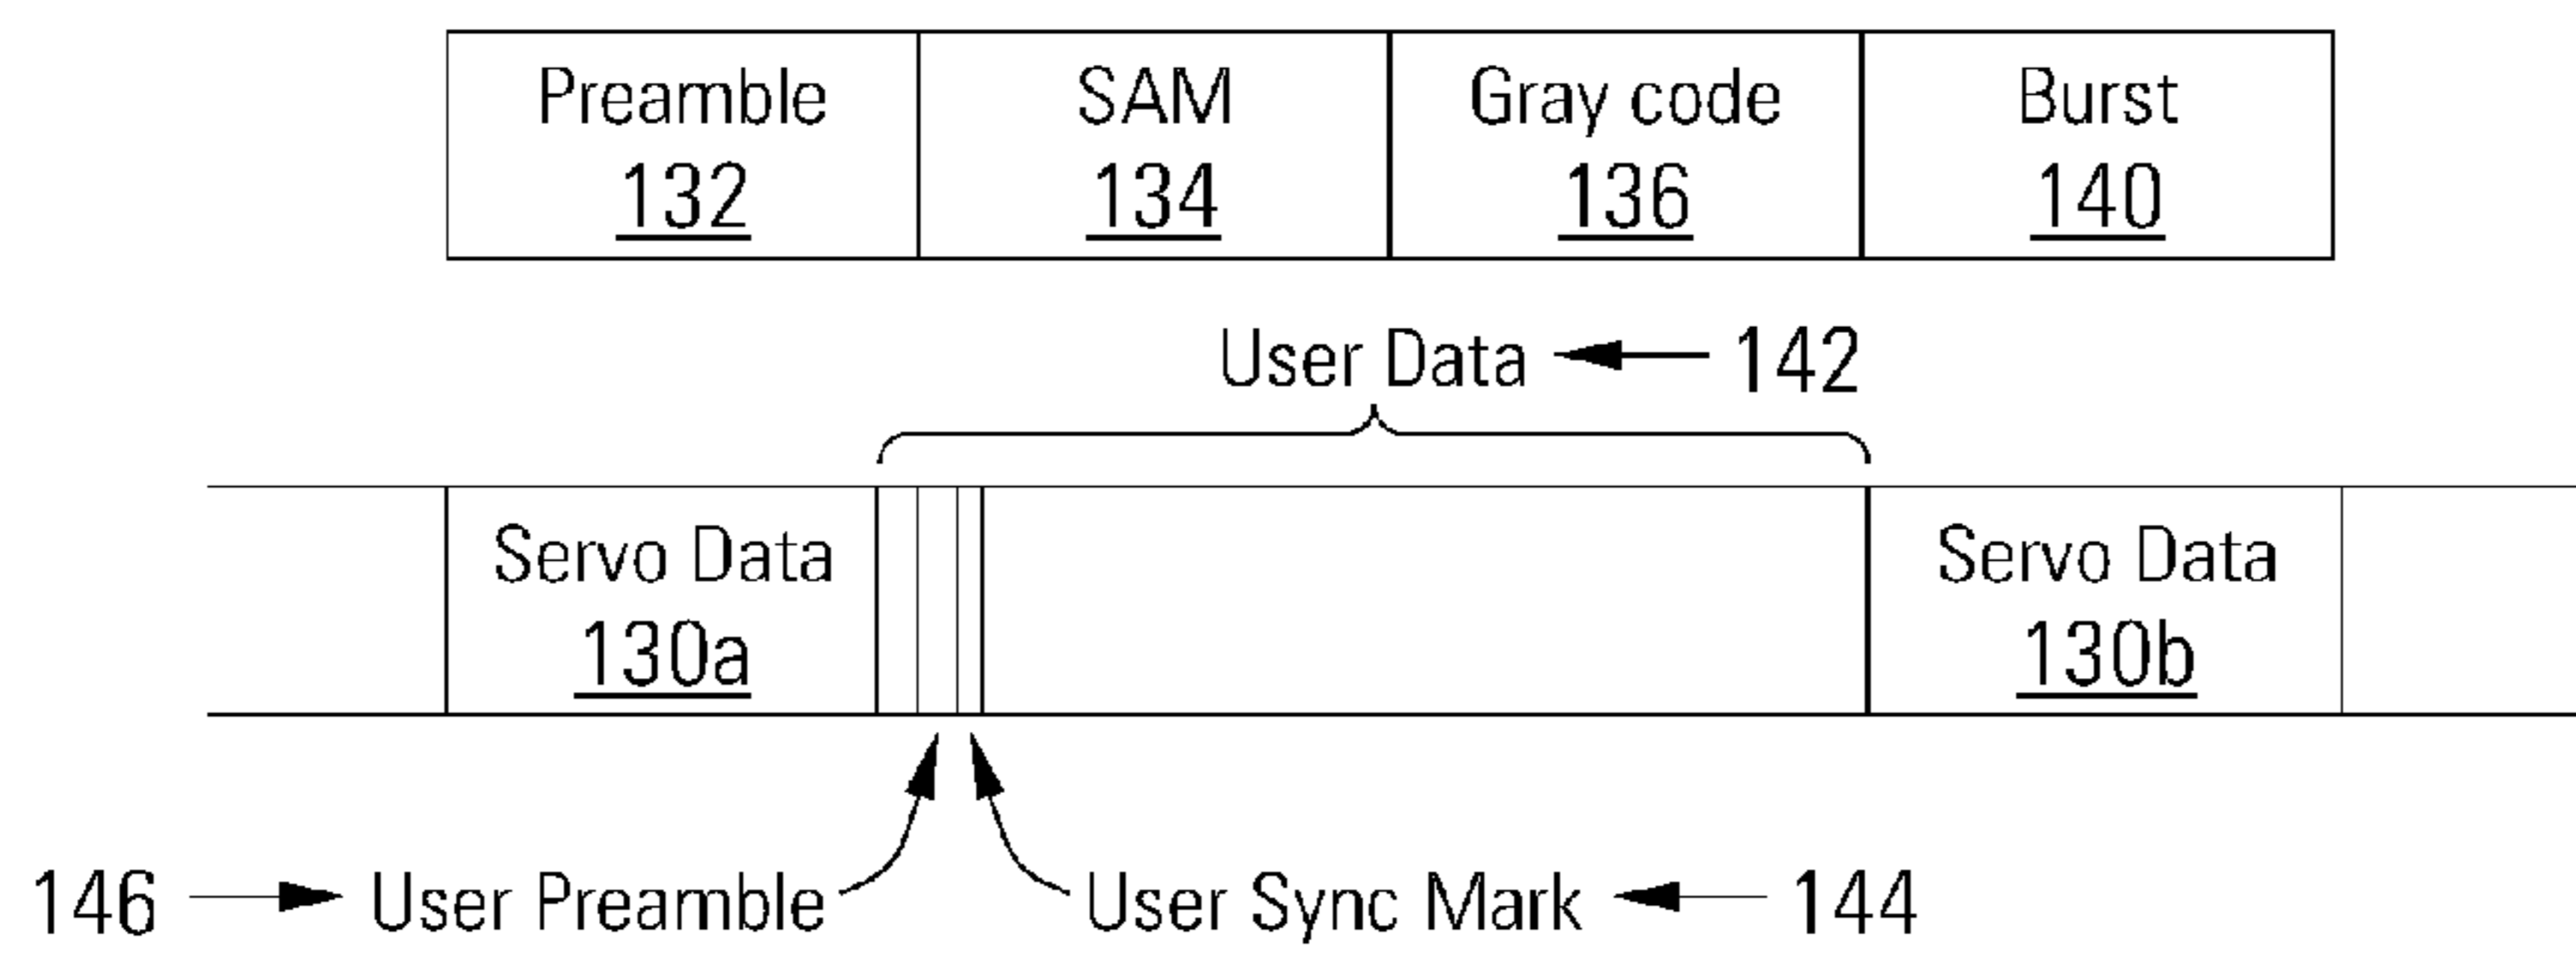 Preamble SAM Gray code Burst
132 134 136 140
User Data 142
Servo Data Servo Data
130a 130b
146 User Preamble User Sync Mark 144